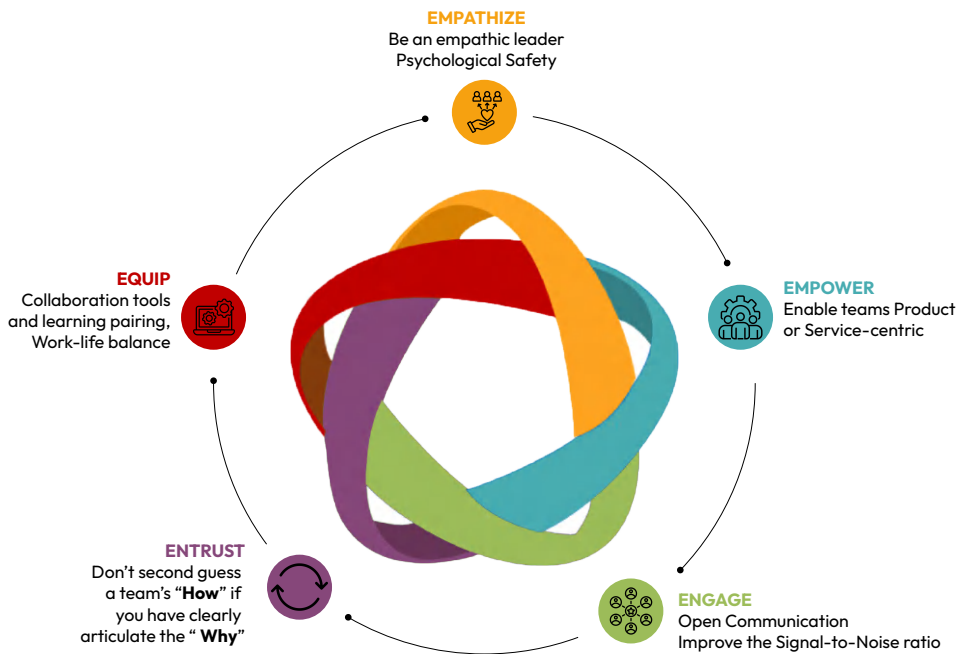 EMPATHIZE
Be an empathic leader
Psychological Safety
EMPOWER
Enable teams Product
or Service-centric
ENGAGE
Open Communication
Improve the Signal-to-Noise ratio
ENTRUST
Don’t second guess
a team’s “How” if
you have clearly
articulate the “ Why”
EQUIP
Collaboration tools
and learning pairing,
Work-life balance